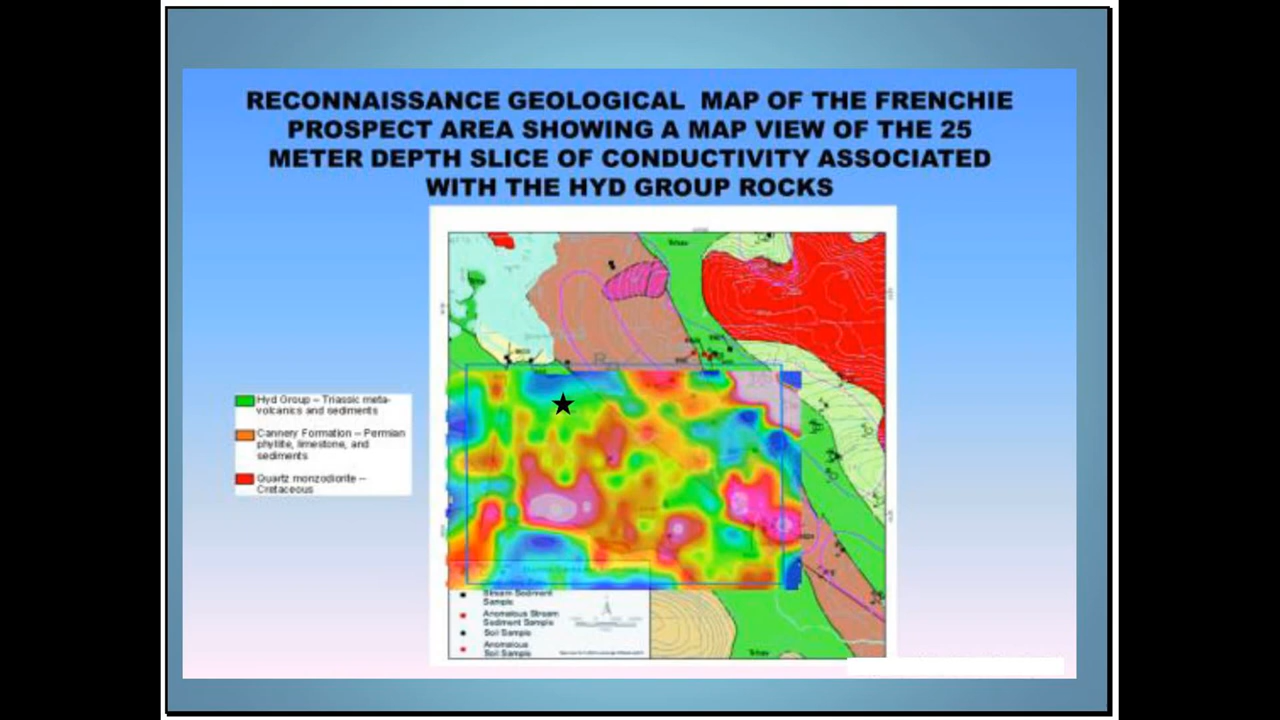 RECONNAISSANCE GEOLOGICAL MAP OF THE FRENCHIE
PROSPECT AREA SHOWING A MAP VIEW OF THE 25
METER DEPTH SLICE OF CONDUCTIVITY ASSOCIATED
WITH THE HYD GROUP ROCKS
Hyd Group – Triassic meta-
volcanics and sediments
Cannery Formation – Permian
phyllite, limestone, and
sediments
Quartz monzodiorite –
Cretaceous
Stream Sediment
Sample
Anomalous Stream
Sediment Sample
Soil Sample
Anomalous
Soil Sample